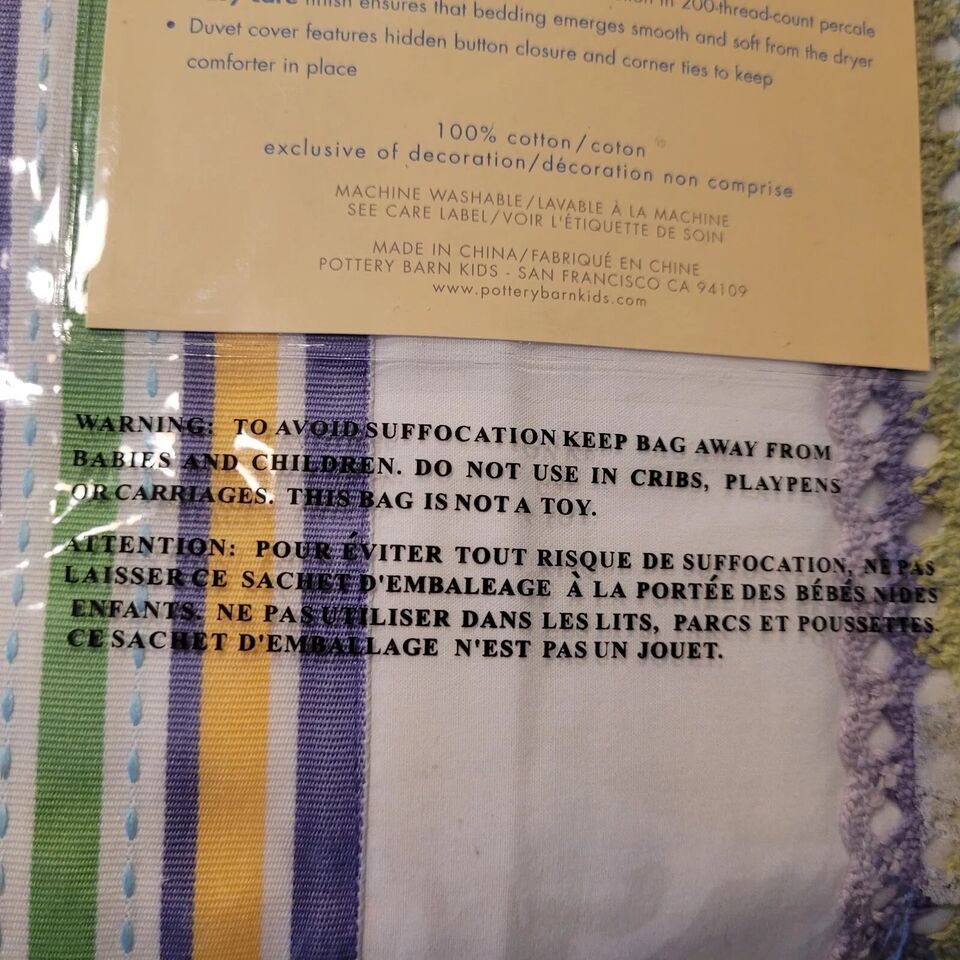 in 200-thread-count percale
care finish ensures that bedding emerges smooth and soft from the dryer
• Duvet cover features hidden button closure and corner ties to keep
comforter in place
100% cotton/coton
exclusive of decoration/décoration non comprise
MACHINE WASHABLE/LAVABLE À LA MACHINE
SEE CARE LABEL/VOIR L'ÉTIQUETTE DE SOIN
MADE IN CHINA/FABRIQUÉ EN CHINE
POTTERY BARN KIDS - SAN FRANCISCO CA 94109
www.potterybarnkids.com
WARNING: TO AVOID SUFFOCATION KEEP BAG AWAY FROM
BABIES AND CHILDREN. DO NOT USE IN CRIBS, PLAYPENS
OR CARRIAGES. THIS BAG IS NOT A TOY.
ATTENTION: POUR ÉVITER TOUT RISQUE DE SUFFOCATION, NE PAS
LAISSER CE SACHET D'EMBALEAGE À LA PORTÉE DES BÉBÉS NIDES
ENFANTS. NE PAS UTILISER DANS LES LITS, PARCS ET POUSSETTES.
CE SACHET D'EMBALLAGE N'EST PAS UN JOUET.